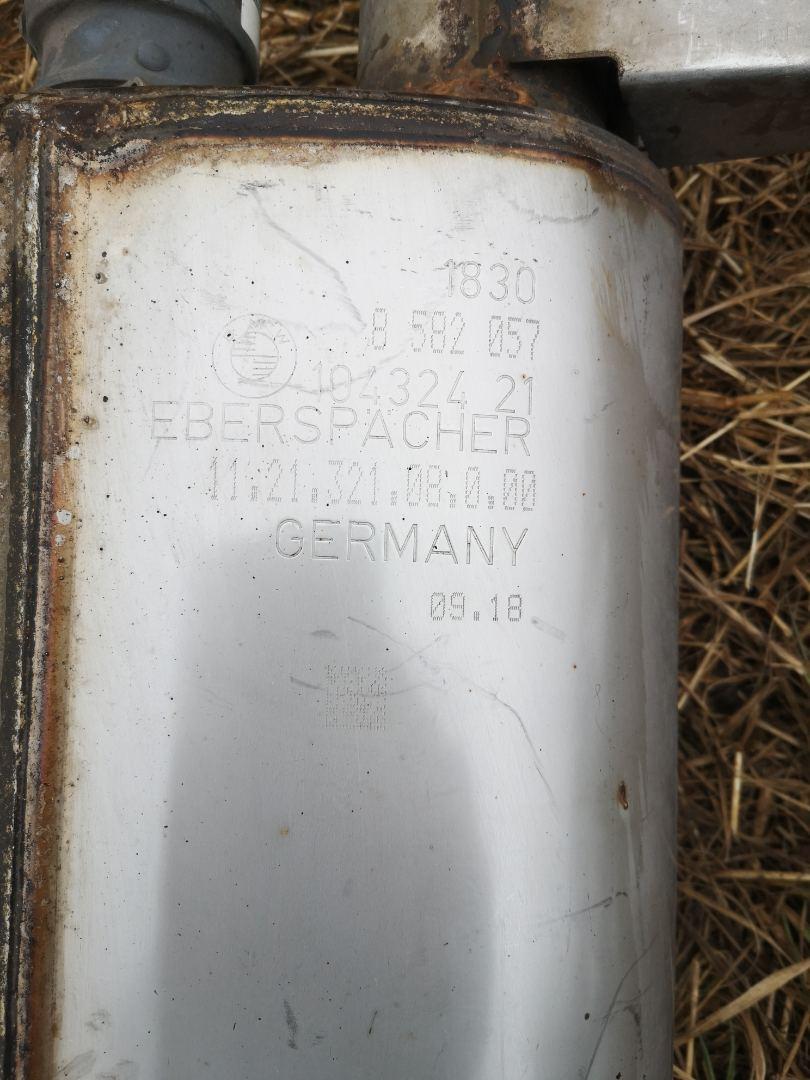 1830
8 582 057
104324 21
EBERSPÄCHER
11.21.321.08.0.00
GERMANY
09.18